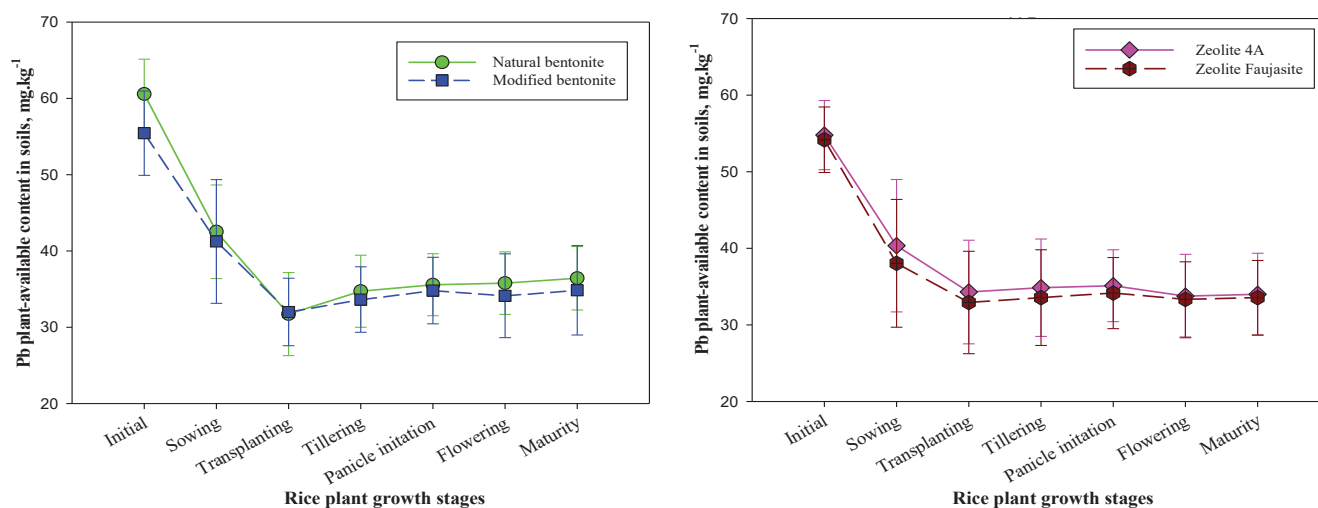 Pb plant-available content in soils, mg.kg⁻¹
70
60
50
40
30
20
Natural bentonite
Modified bentonite
Initial
Sowing
Transplanting
Tillering
Panicle initation
Flowering
Maturity
Rice plant growth stages
Pb plant-available content in soils, mg.kg⁻¹
70
60
50
40
30
20
Zeolite 4A
Zeolite Faujasite
Initial
Sowing
Transplanting
Tillering
Panicle initation
Flowering
Maturity
Rice plant growth stages